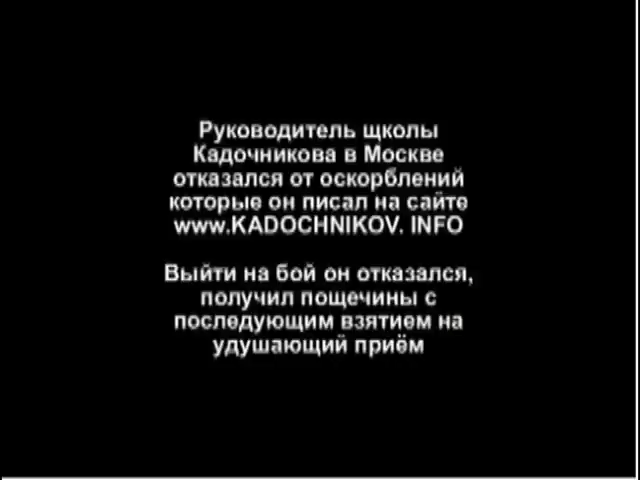 Руководитель щколы
Кадочникова в Москве
отказался от оскорблений
которые он писал на сайте
www.KADOCHNIKOV. INFO
Выйти на бой он отказался,
получил пощечины с
последующим взятием на
удушающий приём